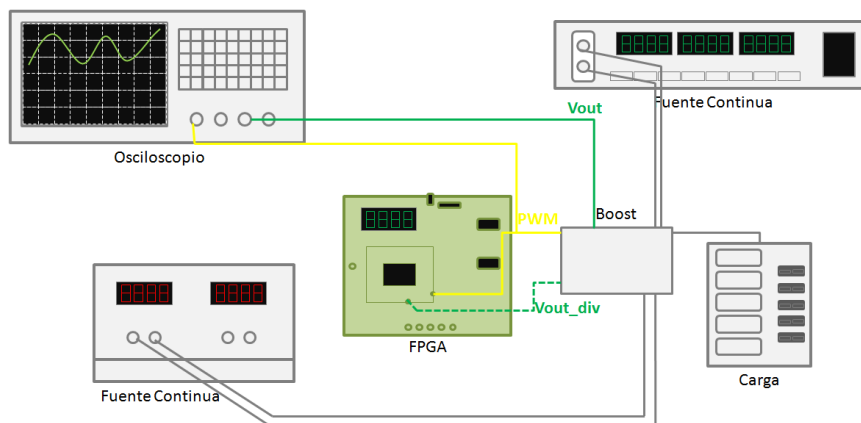 Fuente Continua
Vout
Osciloscopio
PWM
Boost
Vout_div
FPGA
Carga
Fuente Continua